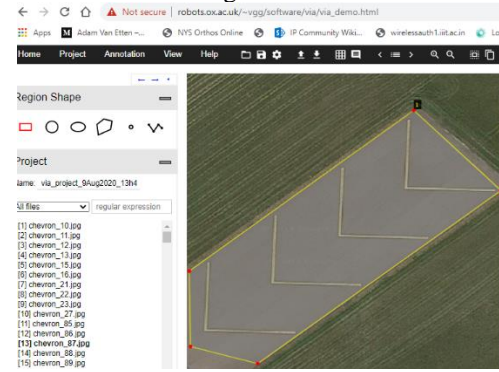 Not secure | robots.ox.ac.uk/~vgg/software/via/via_demo.html
Apps M Adam Van Etten –... NYS Orthos Online IP Community Wiki... wirelessauth1.iiit.ac.in Lo
Home Project Annotation View Help
Region Shape
Project
Name: via_project_9Aug2020_13h4
All files regular expression
[1] chevron_10.jpg
[2] chevron_11.jpg
[3] chevron_12.jpg
[4] chevron_13.jpg
[5] chevron_15.jpg
[6] chevron_16.jpg
[7] chevron_21.jpg
[8] chevron_22.jpg
[9] chevron_23.jpg
[10] chevron_27.jpg
[11] chevron_85.jpg
[12] chevron_86.jpg
[13] chevron_87.jpg
[14] chevron_88.jpg
[15] chevron_89.jpg